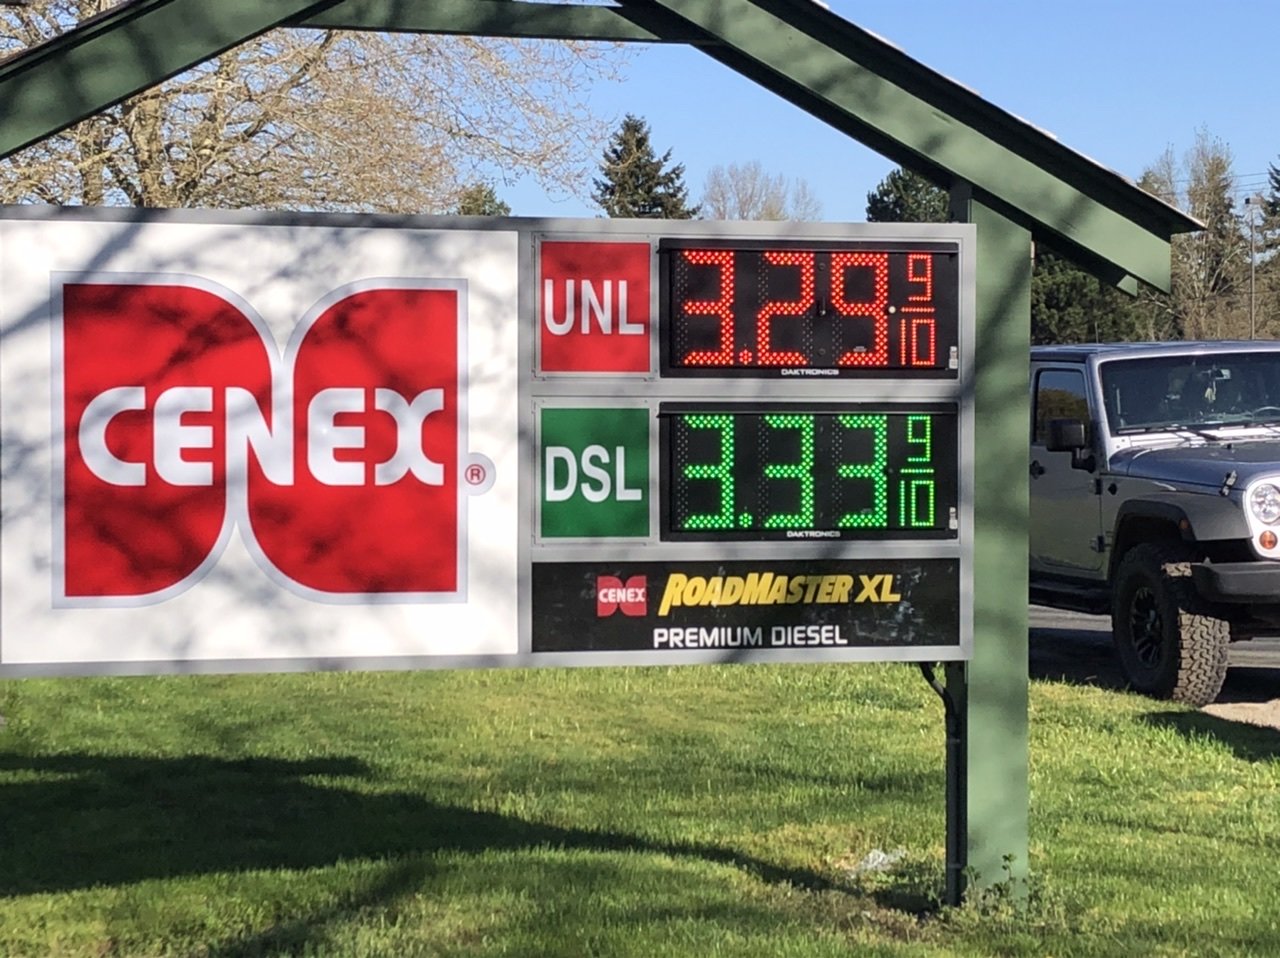 CENEX®
UNL
3.29 9/10
DAKTRONICS
DSL
3.33 9/10
DAKTRONICS
CENEX ROADMASTER XL
PREMIUM DIESEL